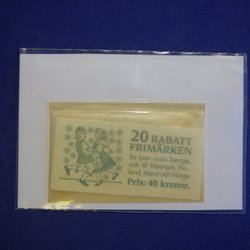 20 RABATT
FRIMÄRKEN
för brev inom Sverige
och till Danmark, Fin-
land, Island och Norge.
Pris: 40 kronor.